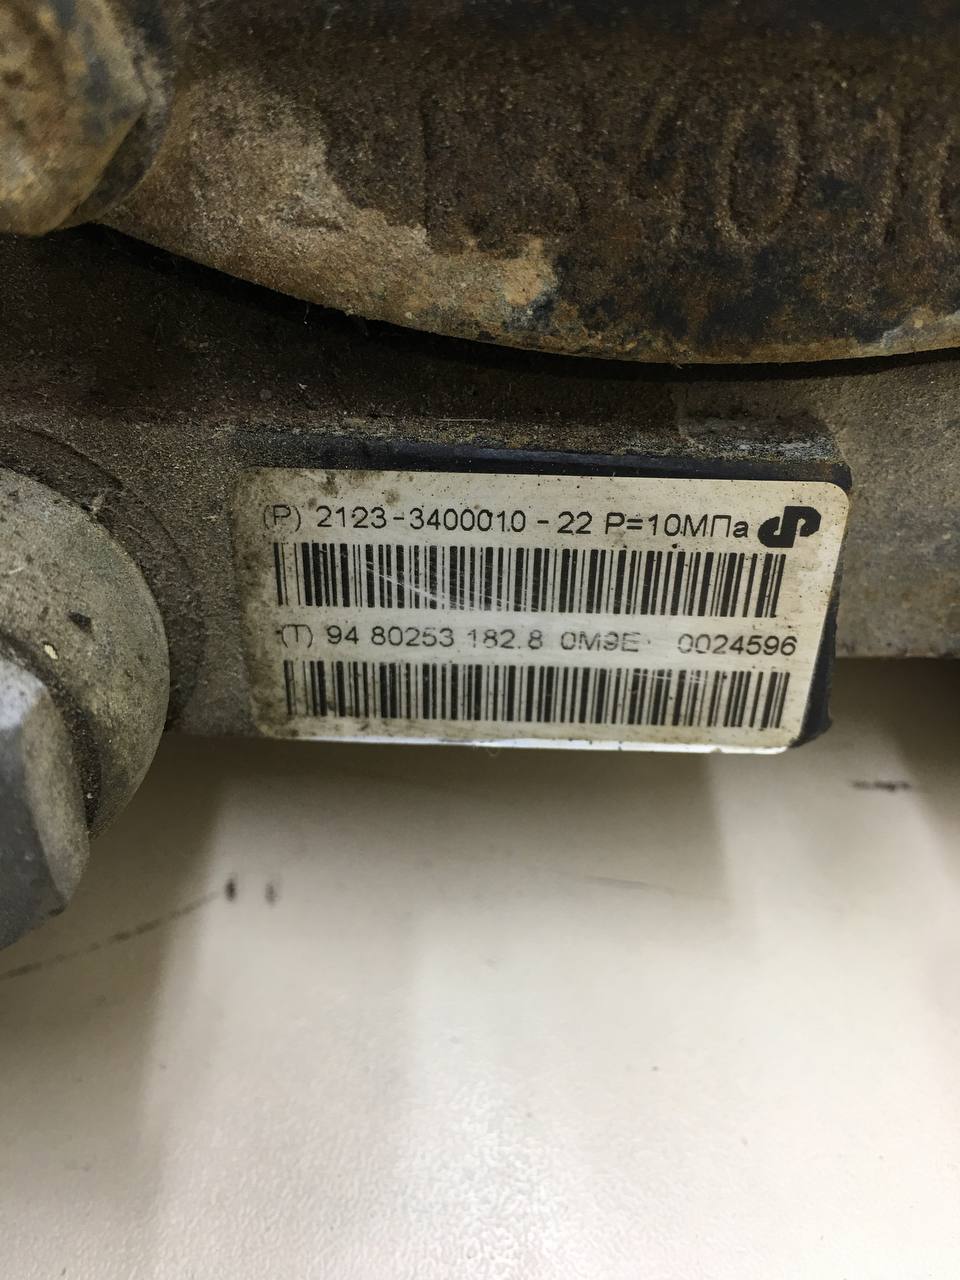 (P) 2123-3400010-22 P=10МПа
(T) 94 80253 182.8 0M9E 0024596